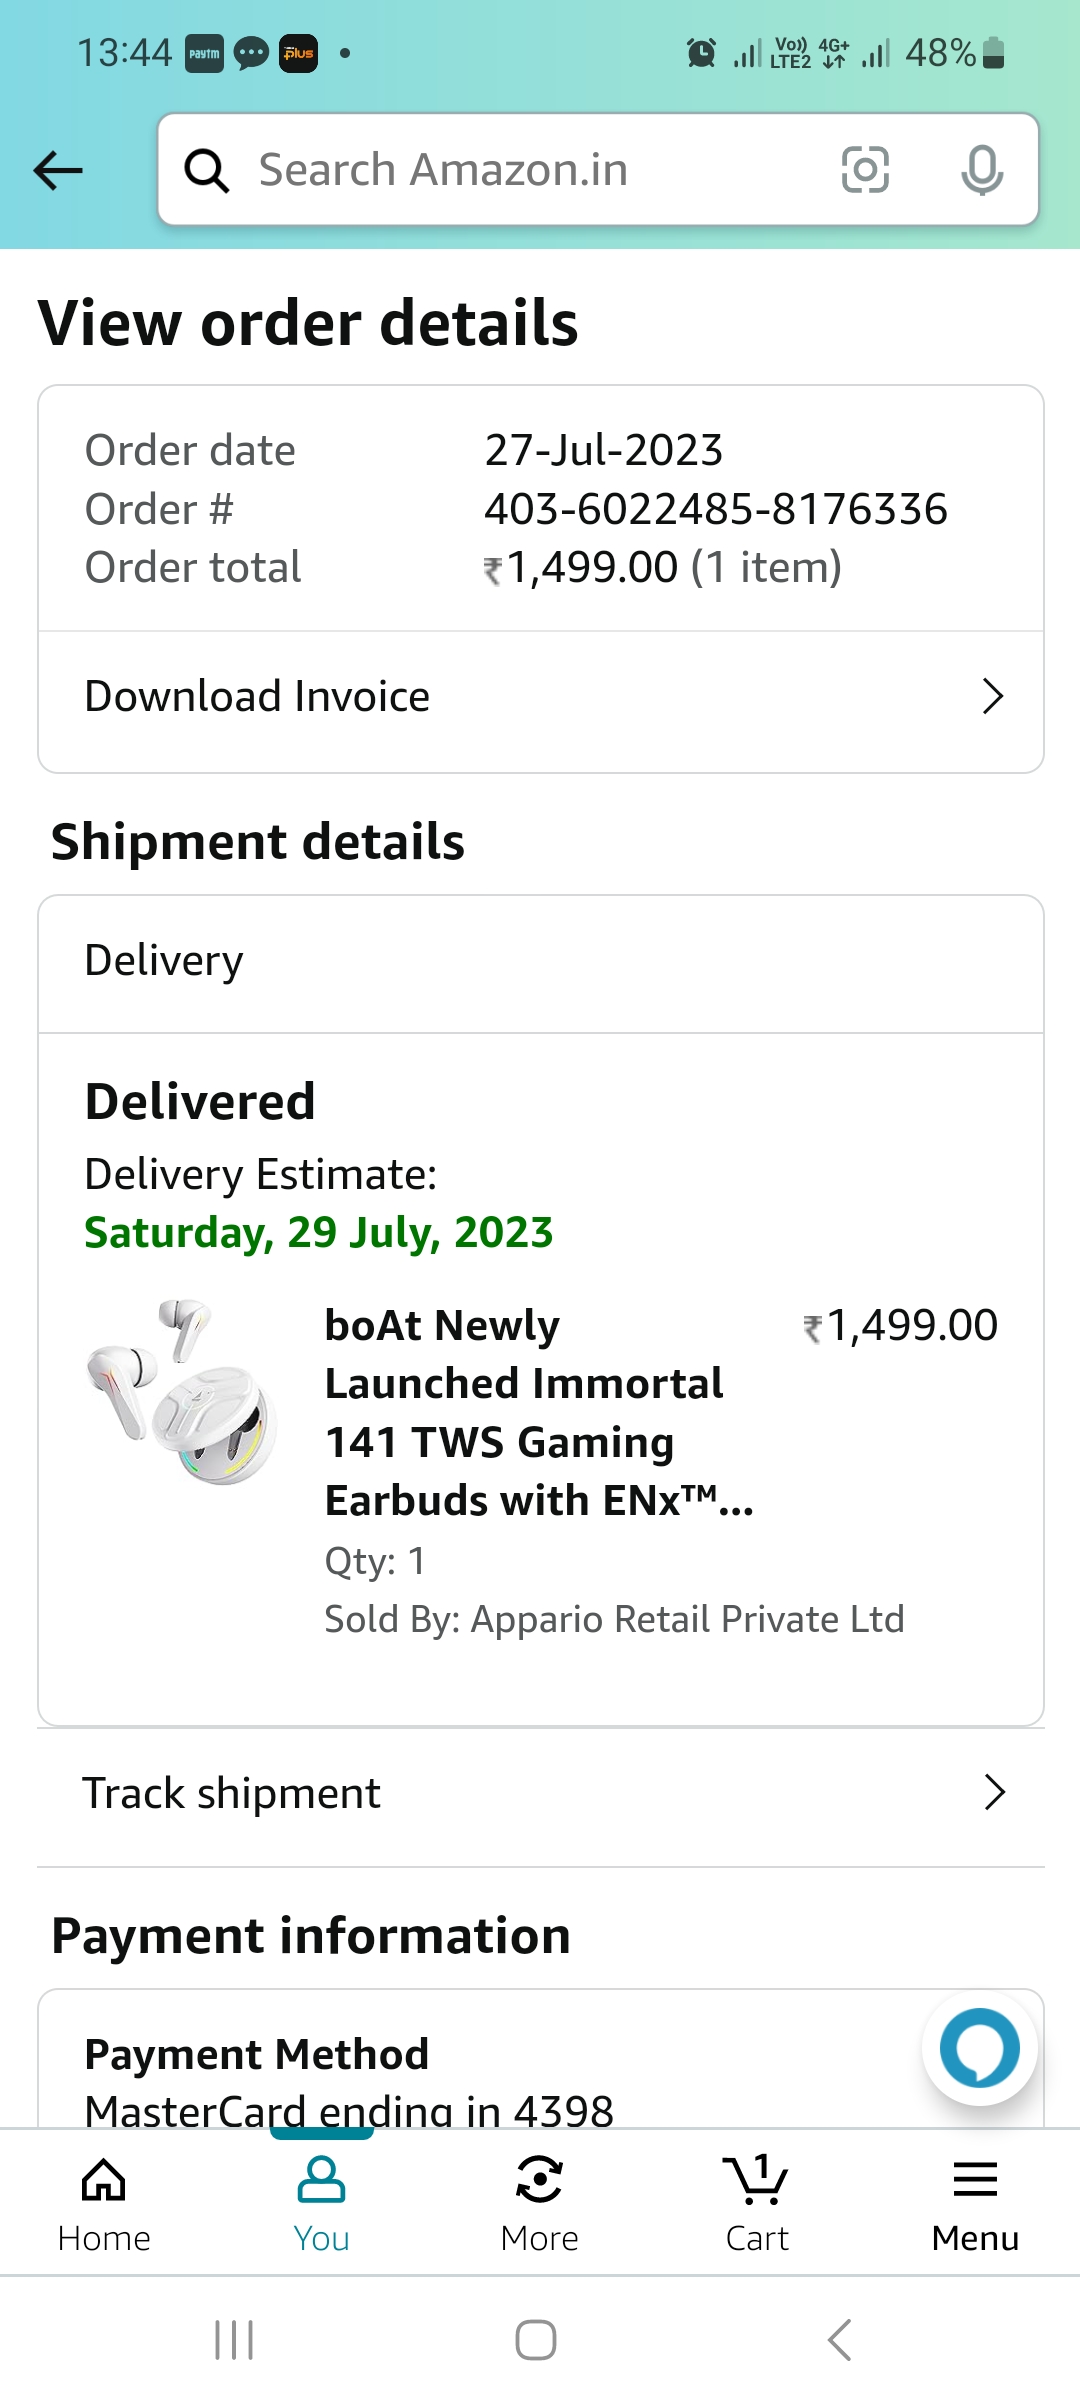 13:44 paytm plus Vo)) LTE2 4G+ 48%
Search Amazon.in
View order details
Order date 27-Jul-2023
Order # 403-6022485-8176336
Order total ₹1,499.00 (1 item)
Download Invoice
Shipment details
Delivery
Delivered
Delivery Estimate:
Saturday, 29 July, 2023
boAt Newly ₹1,499.00
Launched Immortal
141 TWS Gaming
Earbuds with ENx™...
Qty: 1
Sold By: Appario Retail Private Ltd
Track shipment
Payment information
Payment Method
MasterCard ending in 4398
1
Home You More Cart Menu